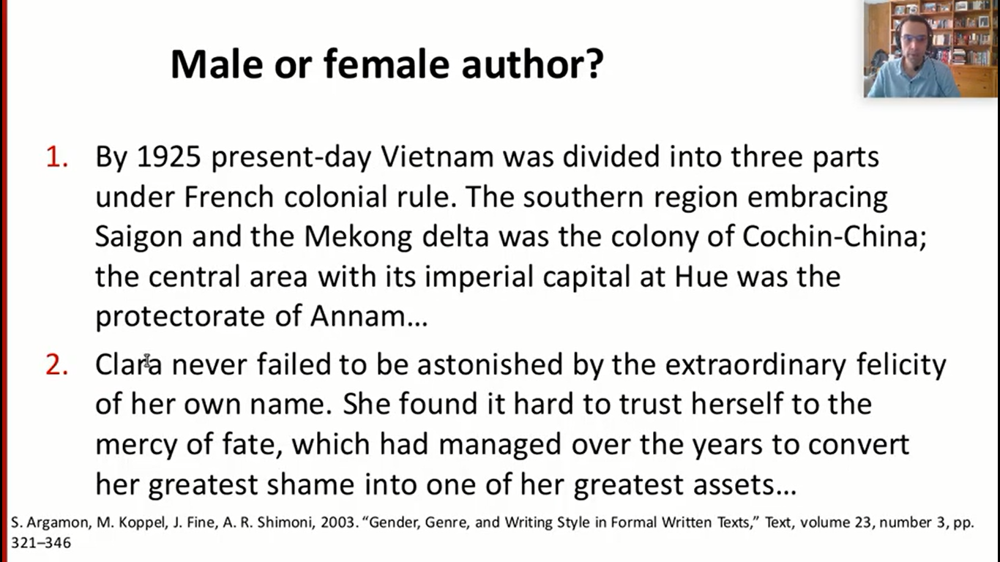 Male or female author?
1. By 1925 present-day Vietnam was divided into three parts
under French colonial rule. The southern region embracing
Saigon and the Mekong delta was the colony of Cochin-China;
the central area with its imperial capital at Hue was the
protectorate of Annam…
2. Clara never failed to be astonished by the extraordinary felicity
of her own name. She found it hard to trust herself to the
mercy of fate, which had managed over the years to convert
her greatest shame into one of her greatest assets…
S. Argamon, M. Koppel, J. Fine, A. R. Shimoni, 2003. “Gender, Genre, and Writing Style in Formal Written Texts,” Text, volume 23, number 3, pp.
321–346